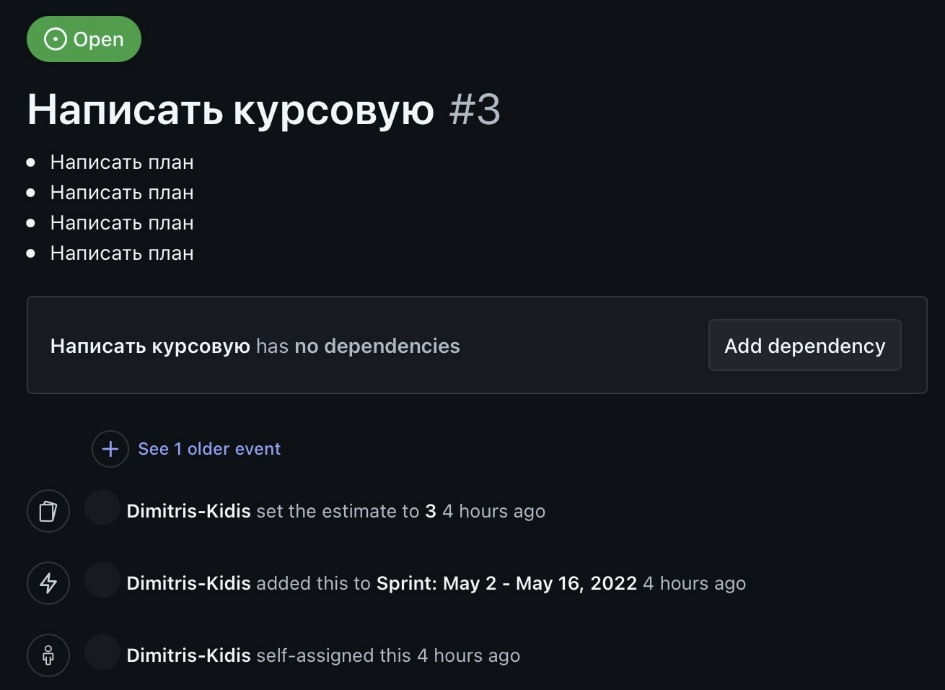 Open
Написать курсовую #3
Написать план
Написать план
Написать план
Написать план
Написать курсовую has no dependencies
Add dependency
See 1 older event
Dimitris-Kidis set the estimate to 3 4 hours ago
Dimitris-Kidis added this to Sprint: May 2 - May 16, 2022 4 hours ago
Dimitris-Kidis self-assigned this 4 hours ago